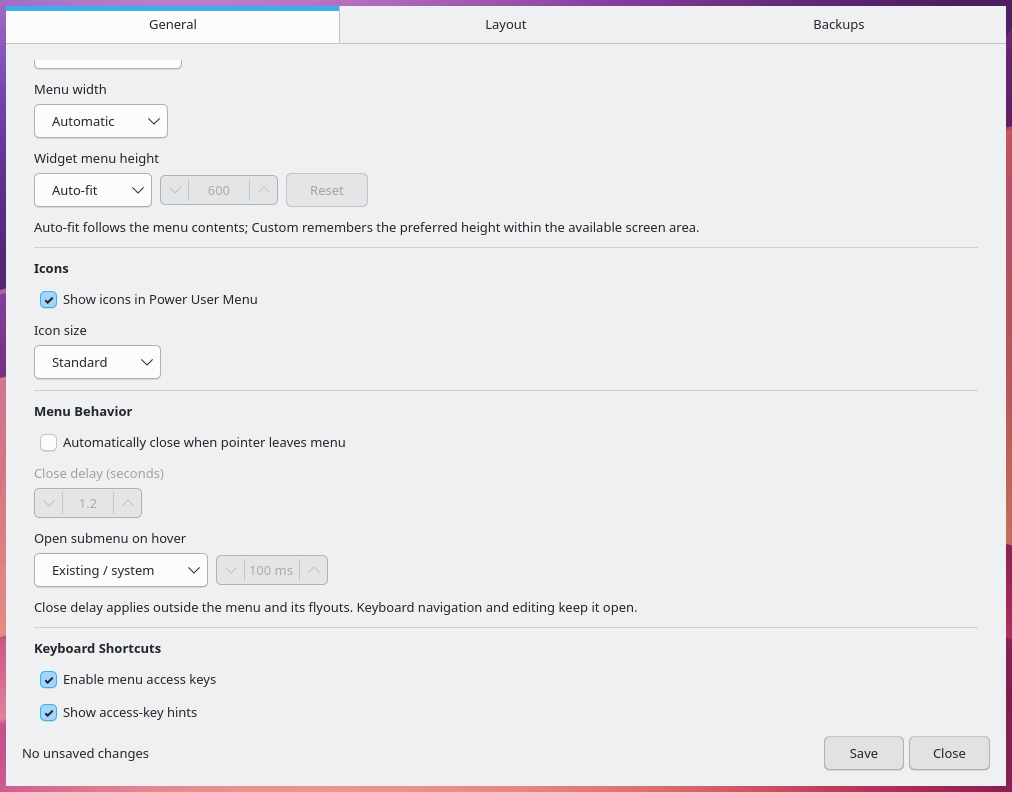 General
Layout
Backups
Menu width
Automatic
Widget menu height
Auto-fit
600
Reset
Auto-fit follows the menu contents; Custom remembers the preferred height within the available screen area.
Icons
Show icons in Power User Menu
Icon size
Standard
Menu Behavior
Automatically close when pointer leaves menu
Close delay (seconds)
1.2
Open submenu on hover
Existing / system
100 ms
Close delay applies outside the menu and its flyouts. Keyboard navigation and editing keep it open.
Keyboard Shortcuts
Enable menu access keys
Show access-key hints
No unsaved changes
Save
Close